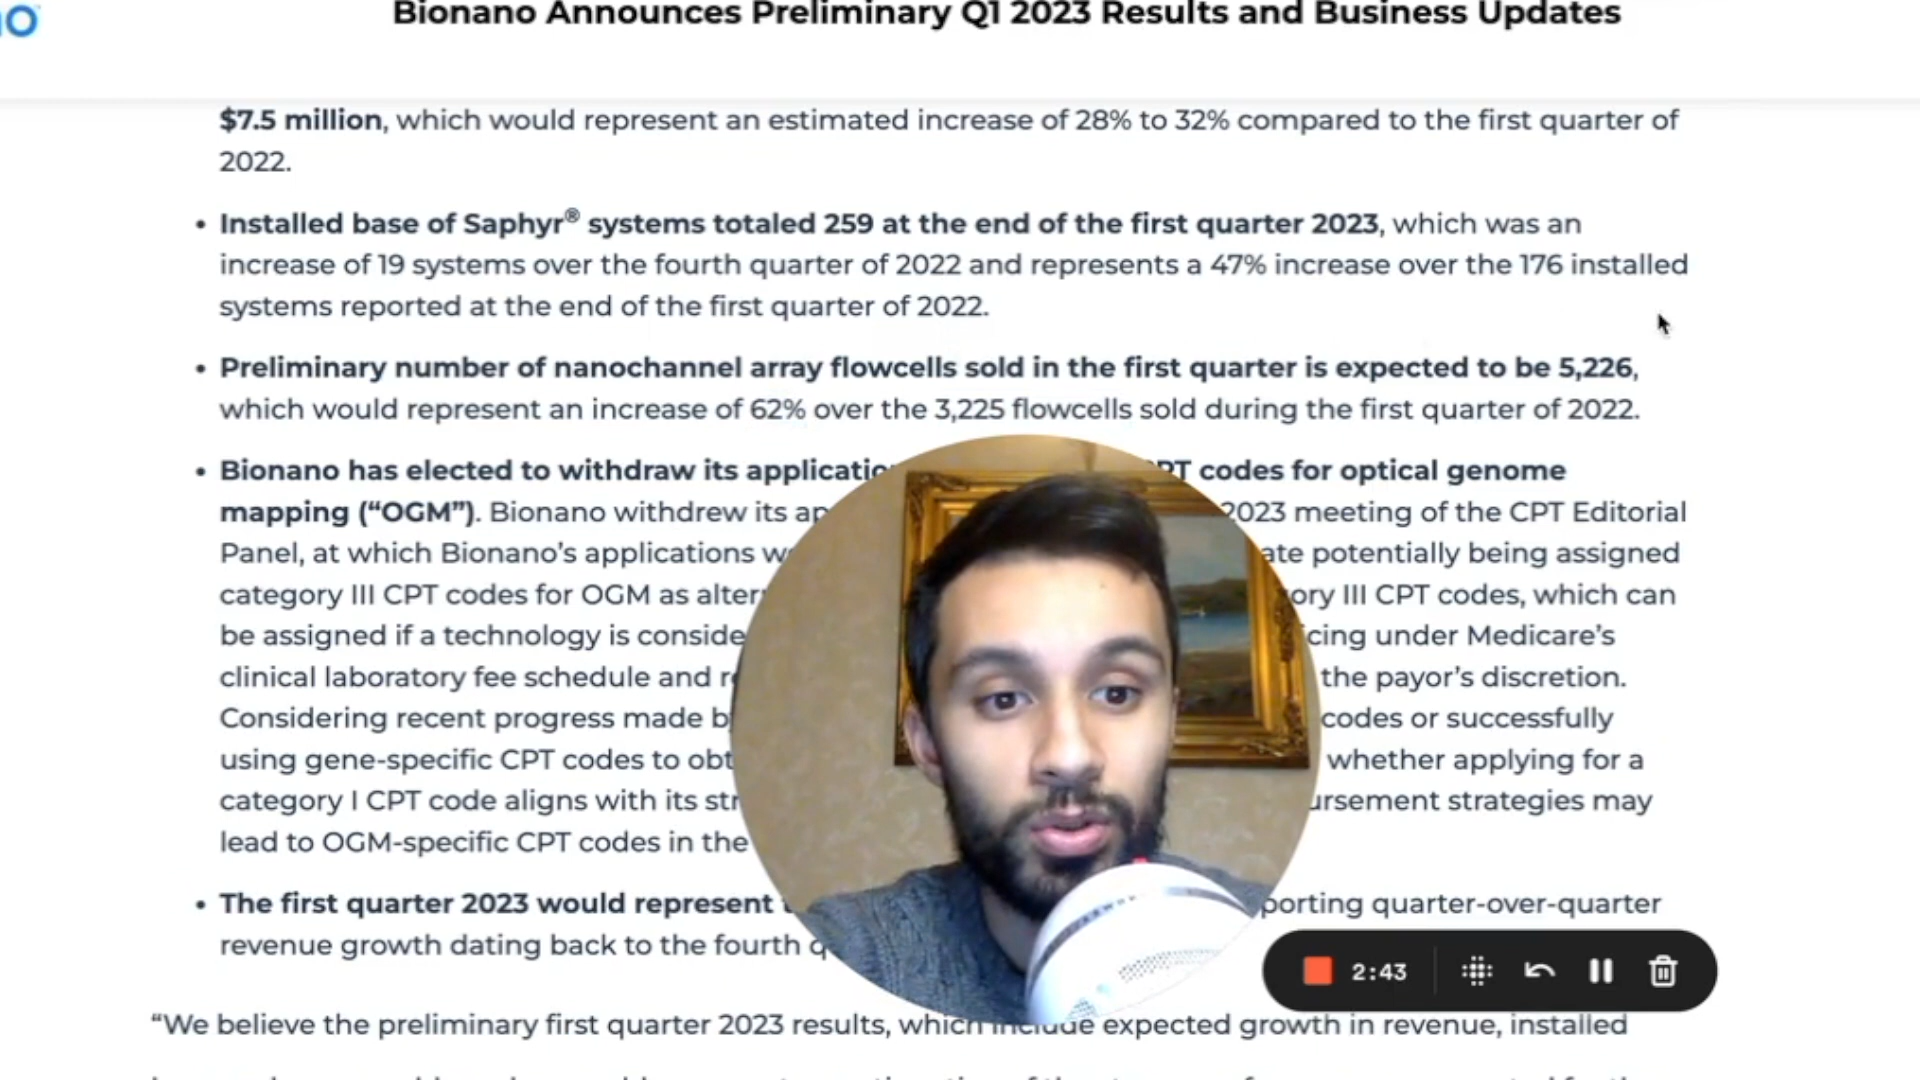 Bionano Announces Preliminary Q1 2023 Results and Business Updates
$7.5 million, which would represent an estimated increase of 28% to 32% compared to the first quarter of
2022.
• Installed base of Saphyr® systems totaled 259 at the end of the first quarter 2023, which was an
increase of 19 systems over the fourth quarter of 2022 and represents a 47% increase over the 176 installed
systems reported at the end of the first quarter of 2022.
• Preliminary number of nanochannel array flowcells sold in the first quarter is expected to be 5,226,
which would represent an increase of 62% over the 3,225 flowcells sold during the first quarter of 2022.
• Bionano has elected to withdraw its codes for optical genome
mapping (“OGM”). Bionano withdrew its 2023 meeting of the CPT Editorial
Panel, at which Bionano’s applications potentially being assigned
category III CPT codes for OGM as III CPT codes, which can
be assigned if a technology is under Medicare’s
clinical laboratory fee schedule and the payor’s discretion.
Considering recent progress made codes or successfully
using gene-specific CPT codes to whether applying for a
category I CPT code aligns with its strategies may
lead to OGM-specific CPT codes in the
• The first quarter 2023 would represent quarter-over-quarter
revenue growth dating back to the fourth
2:43
“We believe the preliminary first quarter 2023 results, which include expected growth in revenue, installed